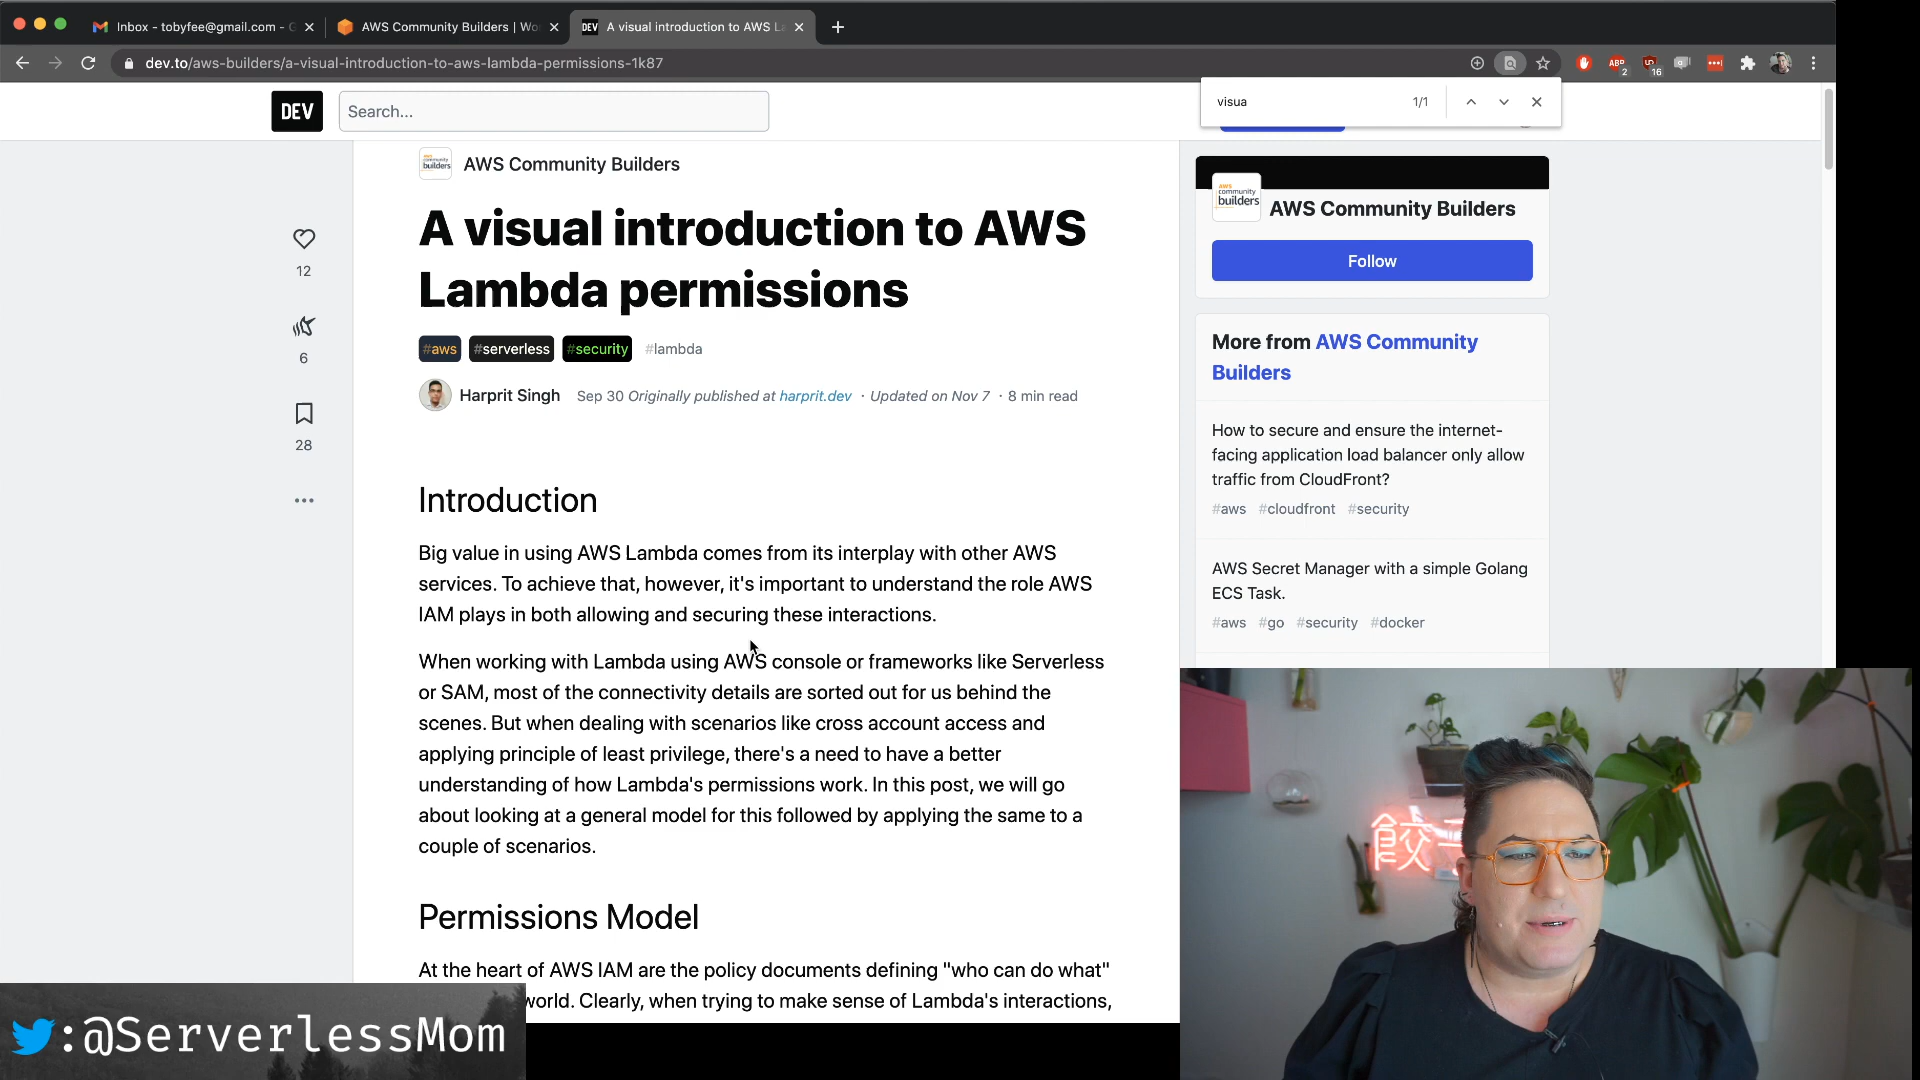 Inbox - tobyfee@gmail.com - G
AWS Community Builders | Wo
DEV A visual introduction to AWS L
dev.to/aws-builders/a-visual-introduction-to-aws-lambda-permissions-1k87
ABP 2
16
visua 1/1
DEV
Search...
AWS Community Builders
A visual introduction to AWS
Lambda permissions
#aws #serverless #security #lambda
Harprit Singh Sep 30 Originally published at harprit.dev · Updated on Nov 7 · 8 min read
12
6
28
Introduction
Big value in using AWS Lambda comes from its interplay with other AWS
services. To achieve that, however, it's important to understand the role AWS
IAM plays in both allowing and securing these interactions.
When working with Lambda using AWS console or frameworks like Serverless
or SAM, most of the connectivity details are sorted out for us behind the
scenes. But when dealing with scenarios like cross account access and
applying principle of least privilege, there's a need to have a better
understanding of how Lambda's permissions work. In this post, we will go
about looking at a general model for this followed by applying the same to a
couple of scenarios.
Permissions Model
At the heart of AWS IAM are the policy documents defining "who can do what"
world. Clearly, when trying to make sense of Lambda's interactions,
aws community builders
AWS Community Builders
Follow
More from AWS Community
Builders
How to secure and ensure the internet-
facing application load balancer only allow
traffic from CloudFront?
#aws #cloudfront #security
AWS Secret Manager with a simple Golang
ECS Task.
#aws #go #security #docker
餃子
:@ServerlessMom